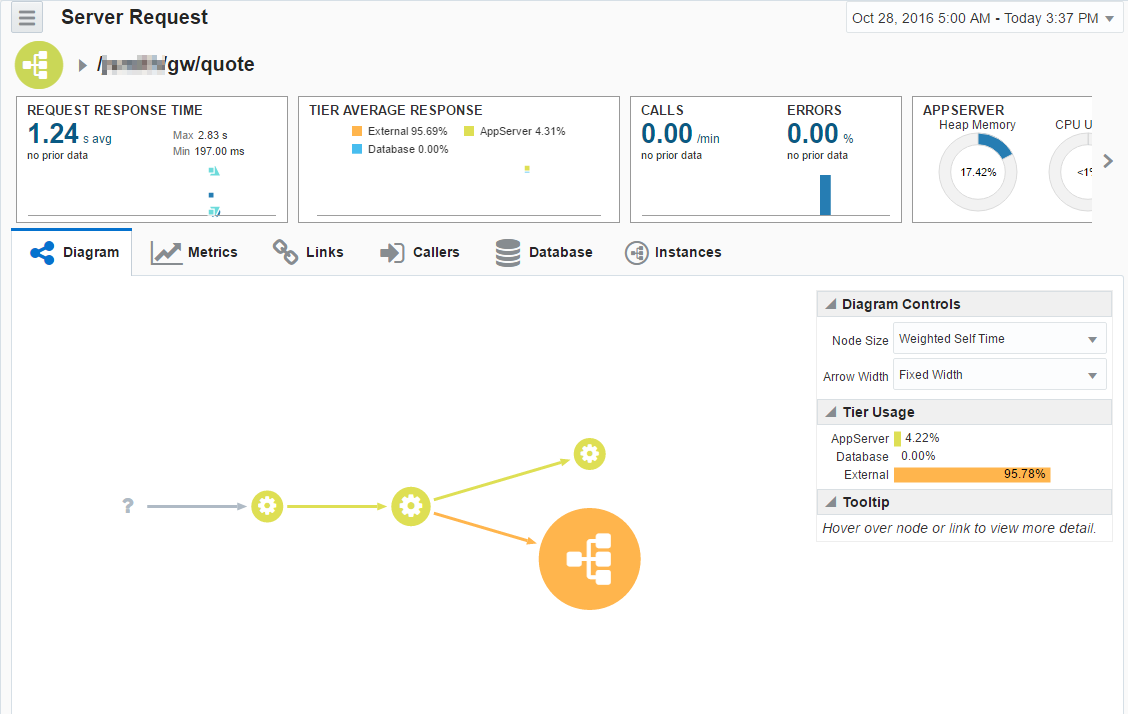 Server Request
Oct 28, 2016 5:00 AM - Today 3:37 PM
/ /gw/quote
REQUEST RESPONSE TIME
1.24 s avg
Max 2.83 s
no prior data
Min 197.00 ms
TIER AVERAGE RESPONSE
External 95.69%
AppServer 4.31%
Database 0.00%
CALLS
0.00 /min
no prior data
ERRORS
0.00 %
no prior data
APPSERVER
Heap Memory
17.42%
CPU U
<1%
Diagram
Metrics
Links
Callers
Database
Instances
?
Diagram Controls
Node Size Weighted Self Time
Arrow Width Fixed Width
Tier Usage
AppServer 4.22%
Database 0.00%
External 95.78%
Tooltip
Hover over node or link to view more detail.